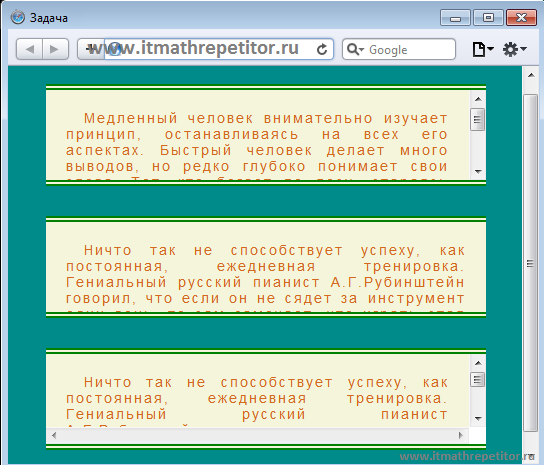 Задача
www.itmathrepetitor.ru
Google
Медленный человек внимательно изучает
принцип, останавливаясь на всех его
аспектах. Быстрый человек делает много
выводов, но редко глубоко понимает свои
Ничто так не способствует успеху, как
постоянная, ежедневная тренировка.
Гениальный русский пианист А.Г.Рубинштейн
говорил, что если он не сядет за инструмент
Ничто так не способствует успеху, как
постоянная, ежедневная тренировка.
Гениальный русский пианист
www.itmathrepetitor.ru